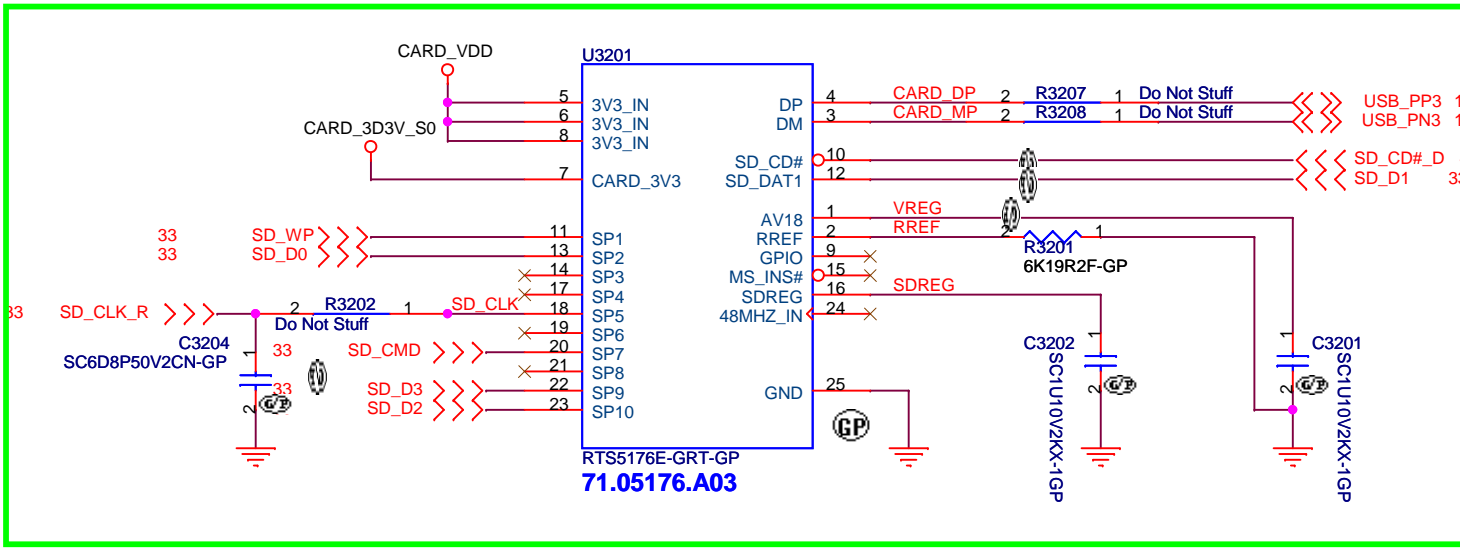 CARD_VDD
U3201
5 3V3_IN
6 3V3_IN
8 3V3_IN
CARD_3D3V_S0
7 CARD_3V3
DP 4 CARD_DP 2 R3207 1 Do Not Stuff USB_PP3 1
DM 3 CARD_MP 2 R3208 1 Do Not Stuff USB_PN3 1
SD_CD# 10 SD_CD#_D
SD_DAT1 12 SD_D1 33
AV18 1 VREG
RREF 2 RREF 2 1
R3201
6K19R2F-GP
GPIO 9
MS_INS# 15
SDREG 16 SDREG
48MHZ_IN 24
GND 25
33 SD_WP 11 SP1
33 SD_D0 13 SP2
14 SP3
17 SP4
33 SD_CLK_R 2 R3202 1 SD_CLK 18 SP5
Do Not Stuff
19 SP6
C3204
SC6D8P50V2CN-GP
1
2
33 SD_CMD 20 SP7
21 SP8
33 SD_D3 22 SP9
SD_D2 23 SP10
C3202
1
2
G/P
SC1U10V2KX-1GP
C3201
1
2
G/P
SC1U10V2KX-1GP
G/P
GP
RTS5176E-GRT-GP
71.05176.A03